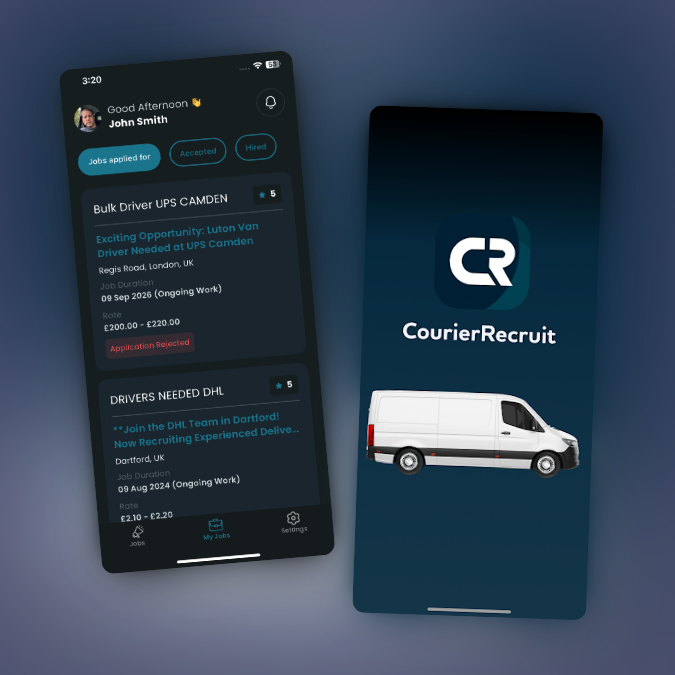 3:20
Good Afternoon 👋
John Smith
Jobs applied for
Accepted
Hired
Bulk Driver UPS CAMDEN
5
Exciting Opportunity: Luton Van
Driver Needed at UPS Camden
Regis Road, London, UK
Job Duration
09 Sep 2026 (Ongoing Work)
Rate
£200.00 - £220.00
Application Rejected
DRIVERS NEEDED DHL
5
**Join the DHL Team in Dartford!
Now Recruiting Experienced Delive...
Dartford, UK
Job Duration
09 Aug 2024 (Ongoing Work)
Rate
£2.10 - £2.20
Jobs
My Jobs
Settings
CR
CourierRecruit